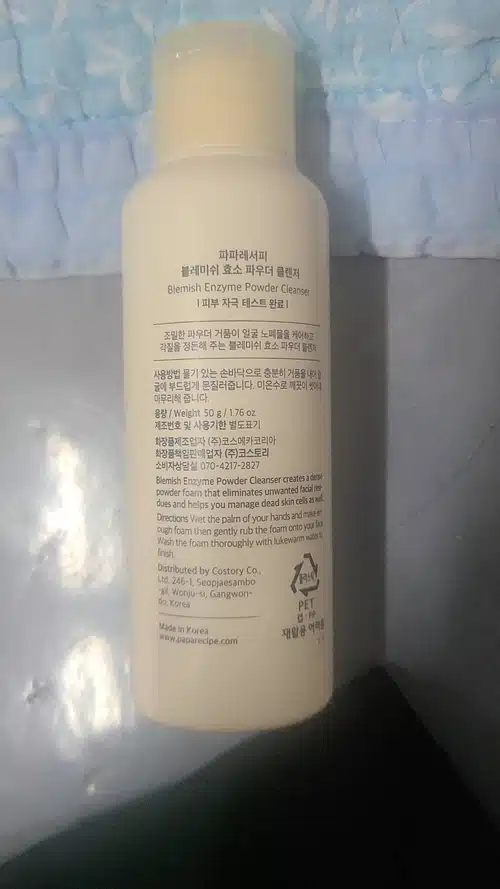 파파레서피
블레미쉬 효소 파우더 클렌저
Blemish Enzyme Powder Cleanser
| 피부 자극 테스트 완료 |
조밀한 파우더 거품이 얼굴 노폐물을 케어하고
각질을 정돈해 주는 블레미쉬 효소 파우더 클렌저
사용방법 물기 있는 손바닥으로 충분히 거품을 내어 얼
굴에 부드럽게 문질러줍니다. 미온수로 깨끗이 씻어내
마무리해 줍니다.
용량 / Weight 50 g / 1.76 oz
제조번호 및 사용기한 별도표기
화장품제조업자 (주)코스메카코리아
화장품책임판매업자 (주)코스토리
소비자상담실 070-4217-2827
Blemish Enzyme Powder Cleanser creates a dense
powder foam that eliminates unwanted facial resi-
dues and helps you manage dead skin cells as well.
Directions Wet the palm of your hands and make en-
ough foam then gently rub the foam onto your face.
Wash the foam thoroughly with lukewarm water to
finish.
Distributed by Costory Co.,
Ltd. 246-1, Seopjaesambo
-gil, Wonju-si, Gangwon-
do, Korea
Made in Korea
www.paparecipe.com
플라스틱
PET
캡 : PP
재활용 어려움